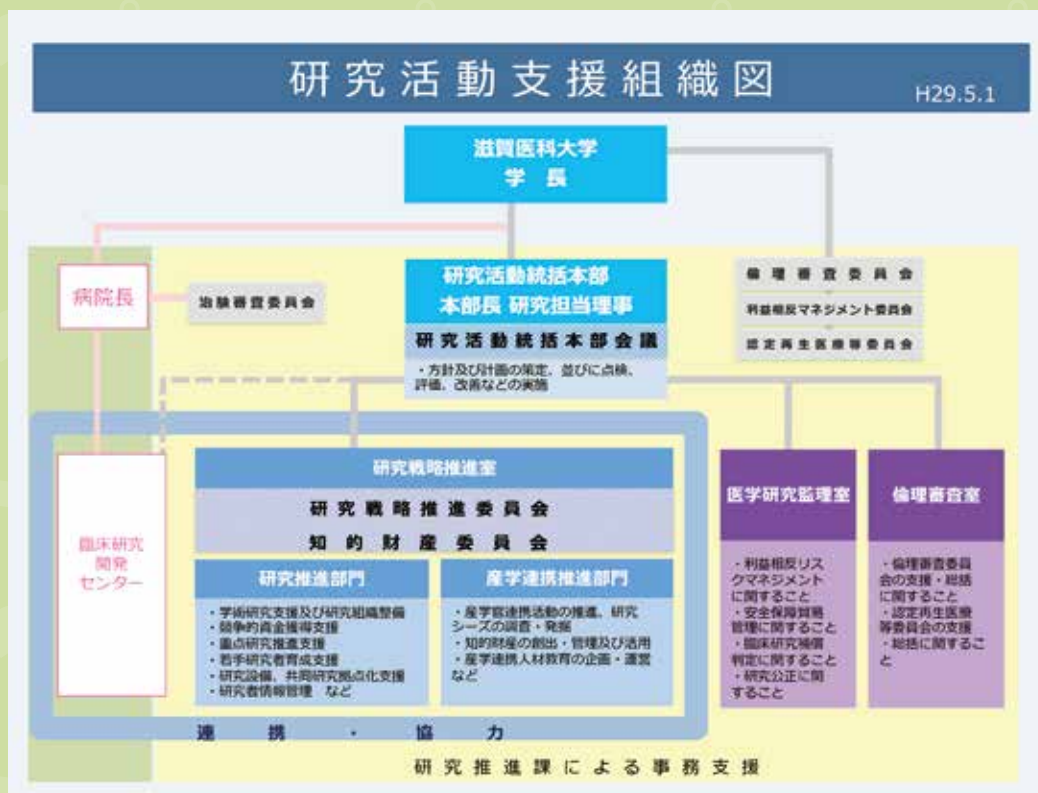 研究活動支援組織図
H29.5.1
滋賀医科大学
学 長
病院長
治験審査委員会
研究活動統括本部
本部長 研究担当理事
研究活動統括本部会議
・方針及び計画の策定、並びに点検、
評価、改善などの実施
倫理審査委員会
利益相反マネジメント委員会
認定再生医療等委員会
臨床研究
開発
センター
研究戦略推進室
研究戦略推進委員会
知的財産委員会
研究推進部門
・学術研究支援及び研究組織整備
・競争的資金獲得支援
・重点研究推進支援
・若手研究者育成支援
・研究設備、共同研究拠点化支援
・研究者情報管理 など
産学連携推進部門
・産学官連携活動の推進、研究
シーズの調査・発掘
・知的財産の創出・管理及び活用
・産学連携人材教育の企画・運営
など
医学研究監理室
・利益相反リス
クマネジメント
に関すること
・安全保障貿易
管理に関すること
・臨床研究補償
判定に関すること
・研究公正に関
すること
倫理審査室
・倫理審査委員
会の支援・総括
に関すること
・認定再生医療
等委員会の支援
・総括に関するこ
と
連携・協力
研究推進課による事務支援